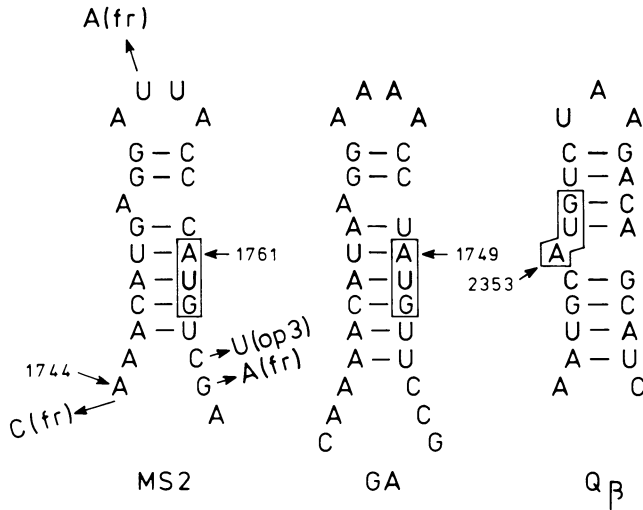 A(fr)
U U A A A
A A A A U A
G – C G – C C – G
G – C G – C U – A
A A G – C
G – C A – U U – A
U – A 1761 U – A 1749 A
A – U A – U 2353 C – G
C – G C – G G – C
A – U A – U U – A
A C U(op3) A – U A – U
1744 A G A(fr) A C A C
C(fr) A A C
C G
MS2 GA Qβ